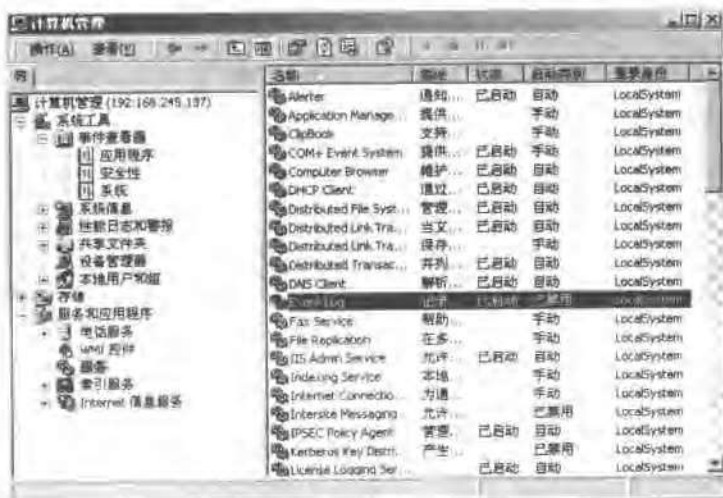 计算机管理
操作(A) 查看(V)
树
计算机管理 (192.168.245.197)
系统工具
事件查看器
应用程序
安全性
系统
系统信息
性能日志和警报
共享文件夹
设备管理器
本地用户和组
存储
服务和应用程序
电话服务
WMI 控件
服务
索引服务
Internet 信息服务
名称 描述 状态 启动类别 登录身份
Alerter 通知... 已启动 自动 LocalSystem
Application Manage... 提供... 手动 LocalSystem
ClipBook 支持... 手动 LocalSystem
COM+ Event System 提供... 已启动 手动 LocalSystem
Computer Browser 维护... 已启动 自动 LocalSystem
DHCP Client 通过... 已启动 自动 LocalSystem
Distributed File Syst... 管理... 已启动 自动 LocalSystem
Distributed Link Tra... 当文... 已启动 自动 LocalSystem
Distributed Link Tra... 保存... 手动 LocalSystem
Distributed Transac... 并列... 已启动 自动 LocalSystem
DNS Client 解析... 已启动 自动 LocalSystem
Event Log 记录... 已启动 已禁用 LocalSystem
Fax Service 帮助... 手动 LocalSystem
File Replication 在多... 手动 LocalSystem
IIS Admin Service 允许... 已启动 自动 LocalSystem
Indexing Service 本地... 手动 LocalSystem
Internet Connectio... 为通... 手动 LocalSystem
Intersite Messaging 允许... 已禁用 LocalSystem
IPSEC Policy Agent 管理... 已启动 自动 LocalSystem
Kerberos Key Distri... 产生... 已禁用 LocalSystem
License Logging Ser... 已启动 自动 LocalSystem